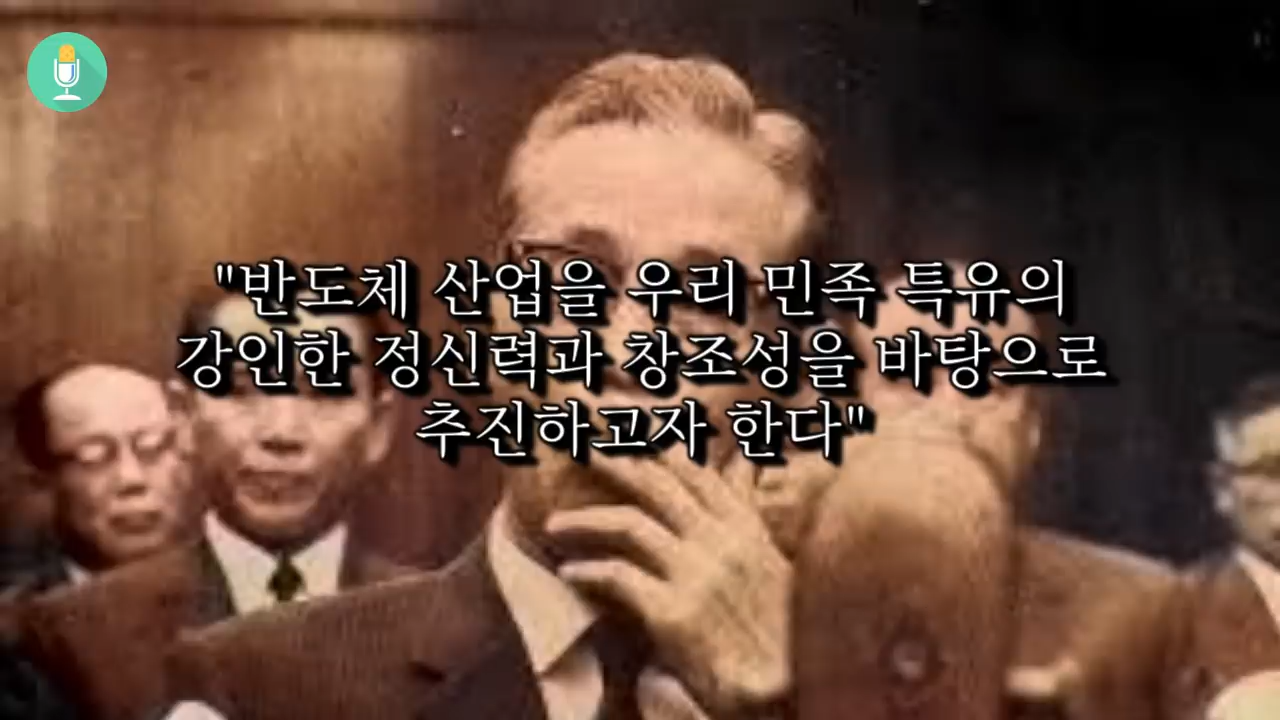 "반도체 산업을 우리 민족 특유의
강인한 정신력과 창조성을 바탕으로
추진하고자 한다"